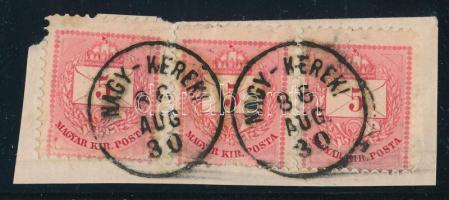 5 5 5
NAGY-KEREKI NAGY-KEREKI
86 86
AUG AUG
30 30
MAGYAR KIR. POSTA MAGYAR KIR. POSTA MAGYAR KIR. POSTA